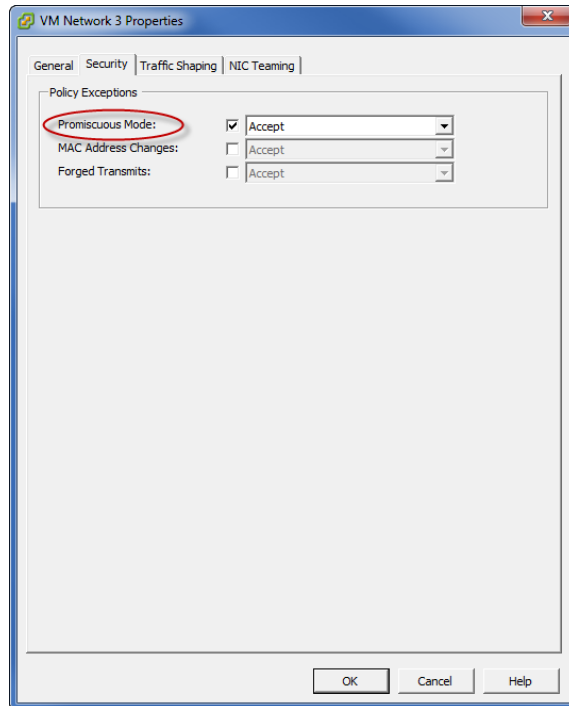 VM Network 3 Properties
General Security Traffic Shaping NIC Teaming
Policy Exceptions
Promiscuous Mode: Accept
MAC Address Changes: Accept
Forged Transmits: Accept
OK Cancel Help